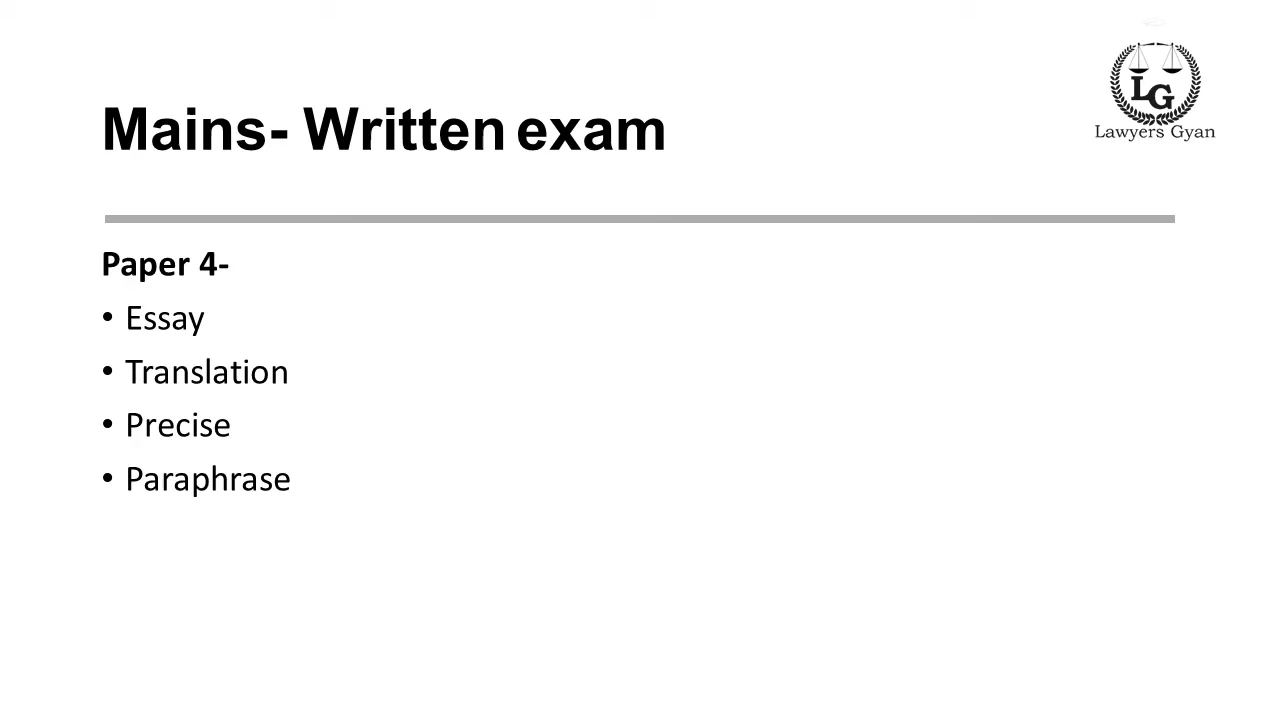 Mains- Written exam
LG
Lawyers Gyan
Paper 4-
• Essay
• Translation
• Precise
• Paraphrase